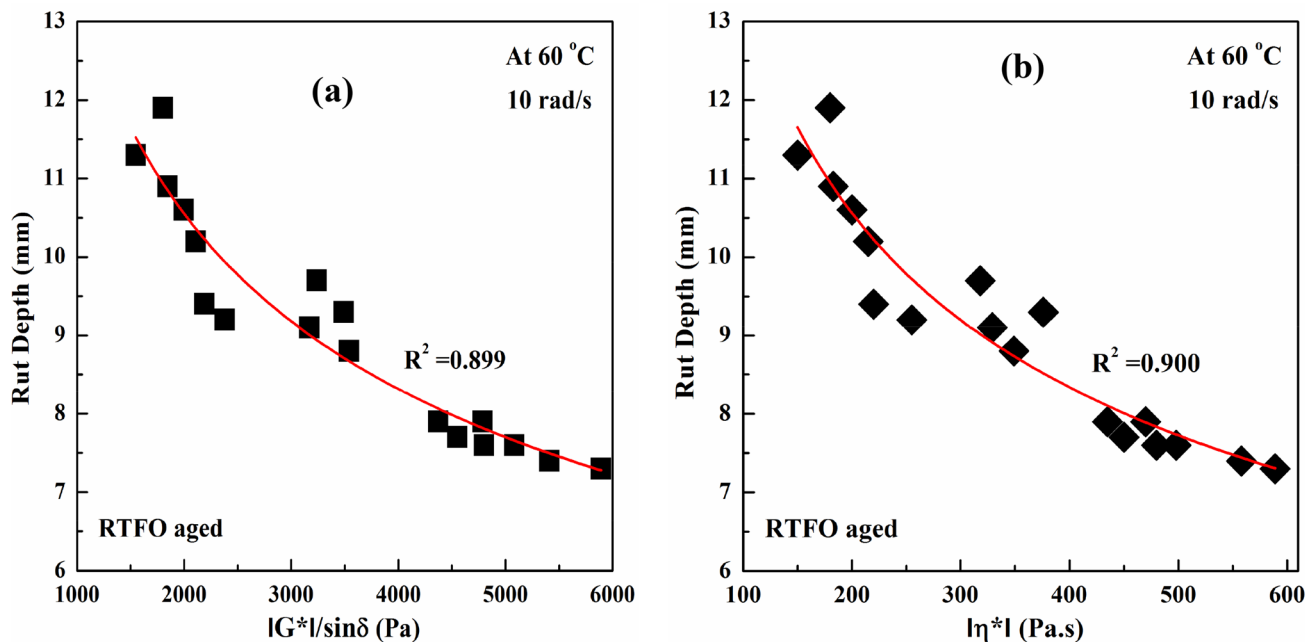 13
12
11
10
9
8
7
6
Rut Depth (mm)
(a)
At 60 °C
10 rad/s
R² =0.899
RTFO aged
1000 2000 3000 4000 5000 6000
|G*|/sinδ (Pa)
13
12
11
10
9
8
7
6
Rut Depth (mm)
(b)
At 60 °C
10 rad/s
R² =0.900
RTFO aged
100 200 300 400 500 600
|η*| (Pa.s)